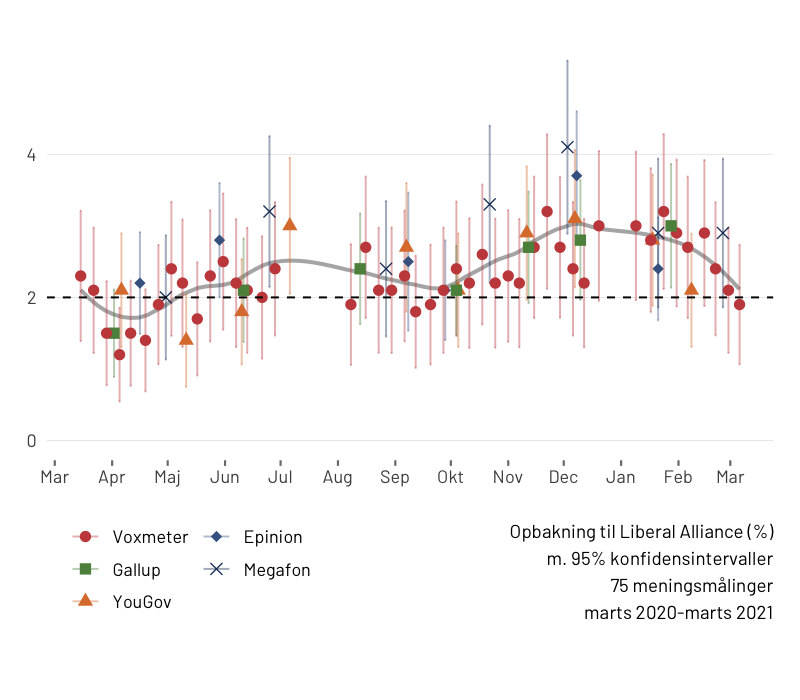 4
2
0
Mar Apr Maj Jun Jul Aug Sep Okt Nov Dec Jan Feb Mar
Voxmeter Epinion
Gallup Megafon
YouGov
Opbakning til Liberal Alliance (%)
m. 95% konfidensintervaller
75 meningsmålinger
marts 2020-marts 2021